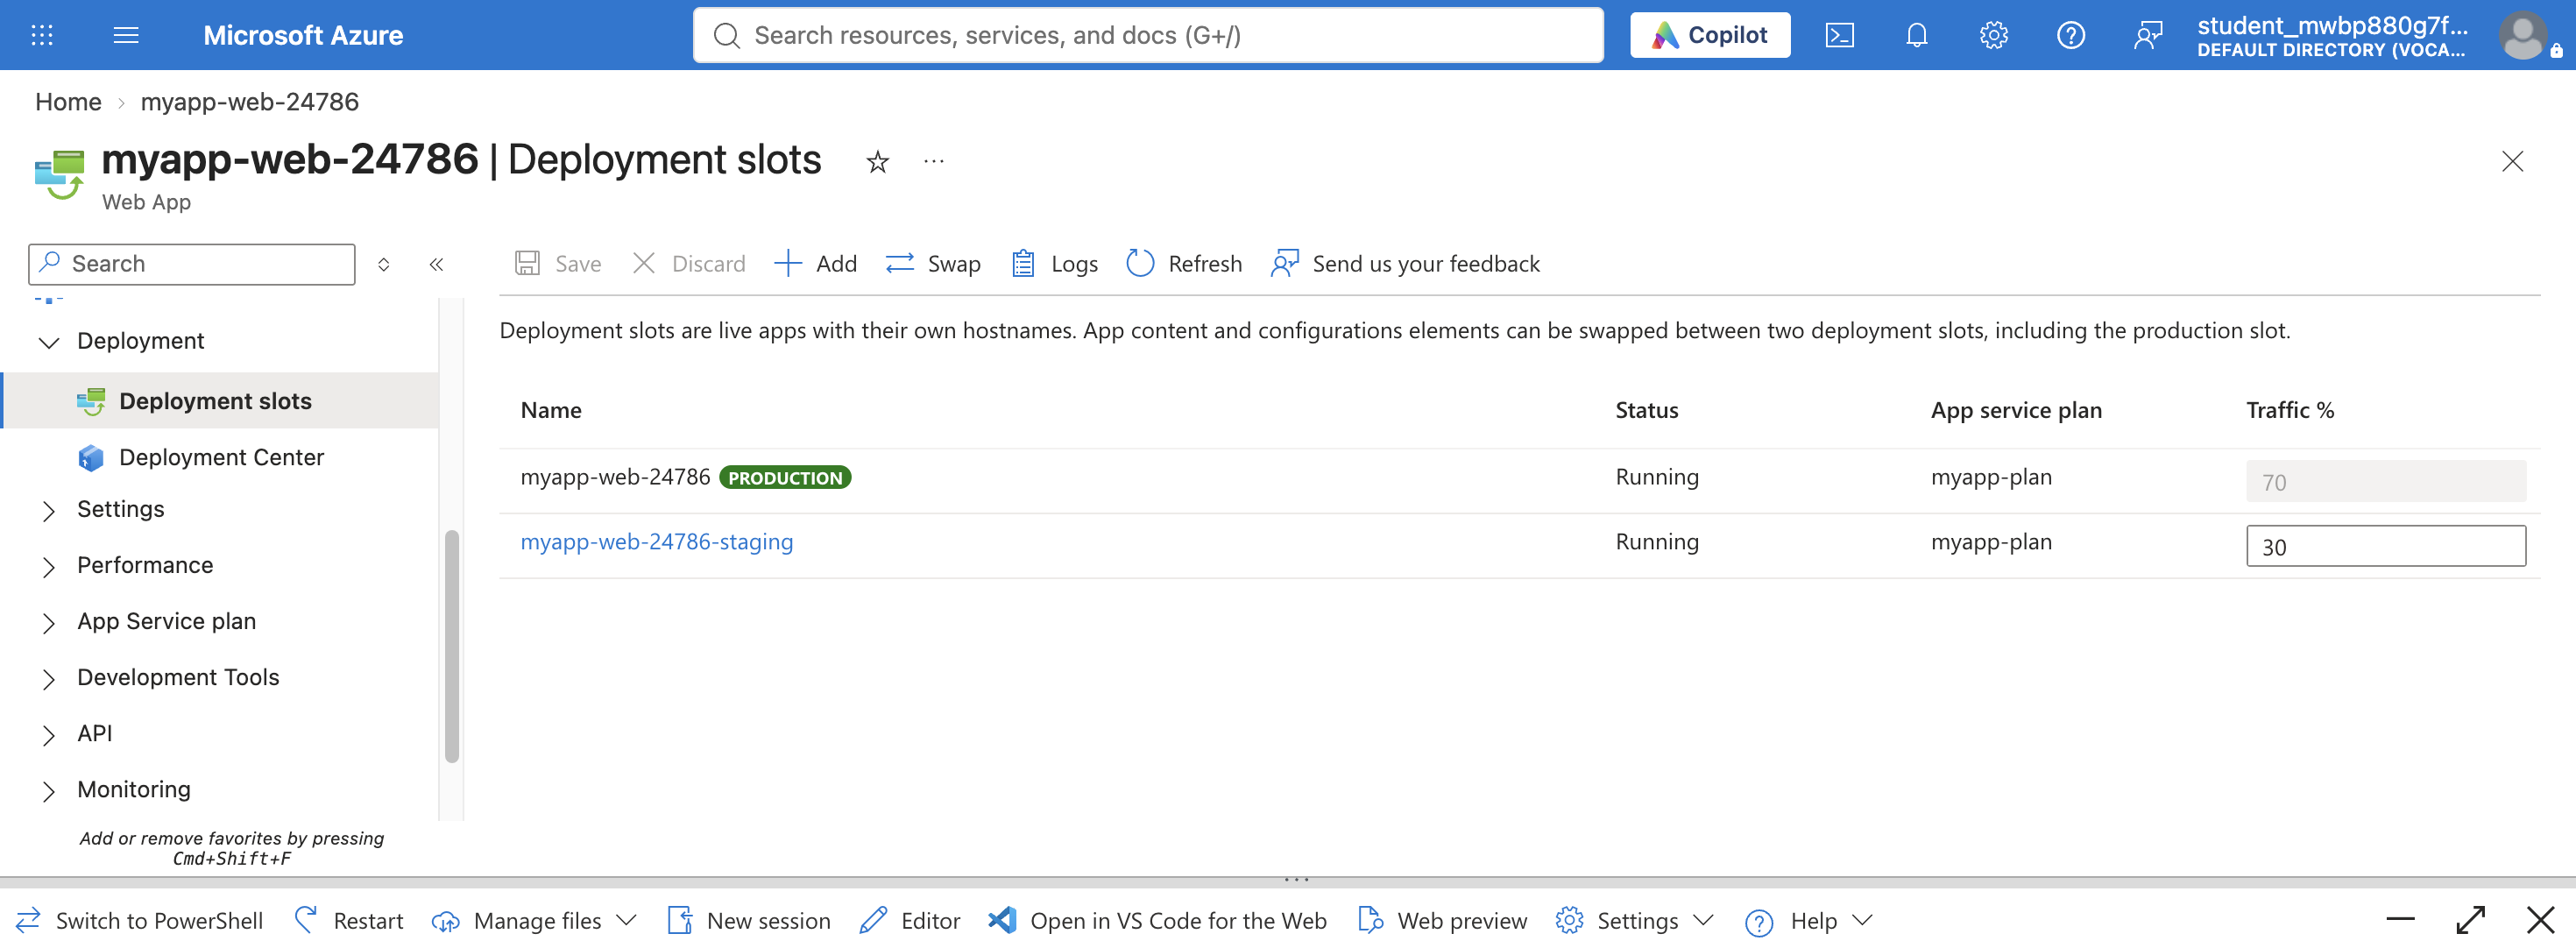 Microsoft Azure
Search resources, services, and docs (G+/)
Copilot
student_mwbp880g7f...
DEFAULT DIRECTORY (VOCA...
Home > myapp-web-24786
myapp-web-24786 | Deployment slots
...
Web App
Search
Save
Discard
Add
Swap
Logs
Refresh
Send us your feedback
Deployment
Deployment slots
Deployment Center
Settings
Performance
App Service plan
Development Tools
API
Monitoring
Add or remove favorites by pressing
Cmd+Shift+F
Deployment slots are live apps with their own hostnames. App content and configurations elements can be swapped between two deployment slots, including the production slot.
Name Status App service plan Traffic %
myapp-web-24786 PRODUCTION Running myapp-plan 70
myapp-web-24786-staging Running myapp-plan 30
Switch to PowerShell
Restart
Manage files
New session
Editor
Open in VS Code for the Web
Web preview
Settings
Help